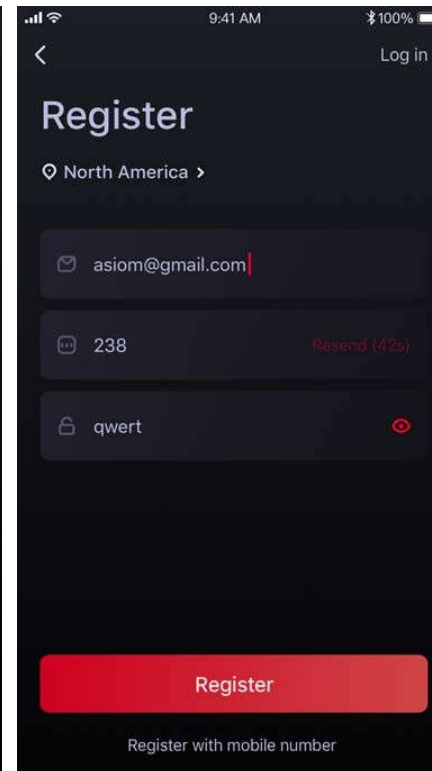 9:41 AM 100%
Log in
Register
North America >
asiom@gmail.com
238 Resend (42s)
qwert
Register
Register with mobile number